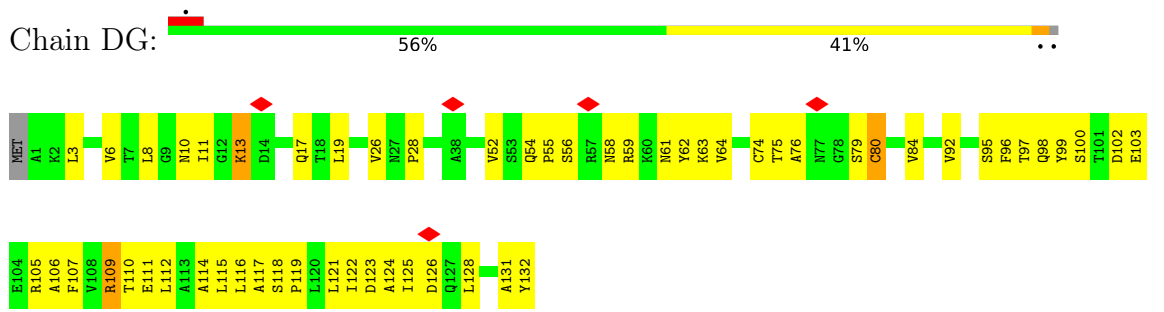 Chain DG:
56% 41%
MET A1 K2 L3 V6 T7 L8 G9 N10 I11 G12 K13 D14 Q17 T18 L19 V26 N27 P28 A38 V52 S53 Q54 P55 S56 R57 N58 R59 K60 N61 Y62 K63 V64 C74 T75 A76 N77 G78 S79 C80 V84 V92 S95 F96 T97 Q98 Y99 S100 T101 D102 E103
E104 R105 A106 F107 V108 R109 T110 E111 L112 A113 A114 L115 L116 A117 S118 P119 L120 L121 I122 D123 A124 I125 D126 Q127 L128 A131 Y132